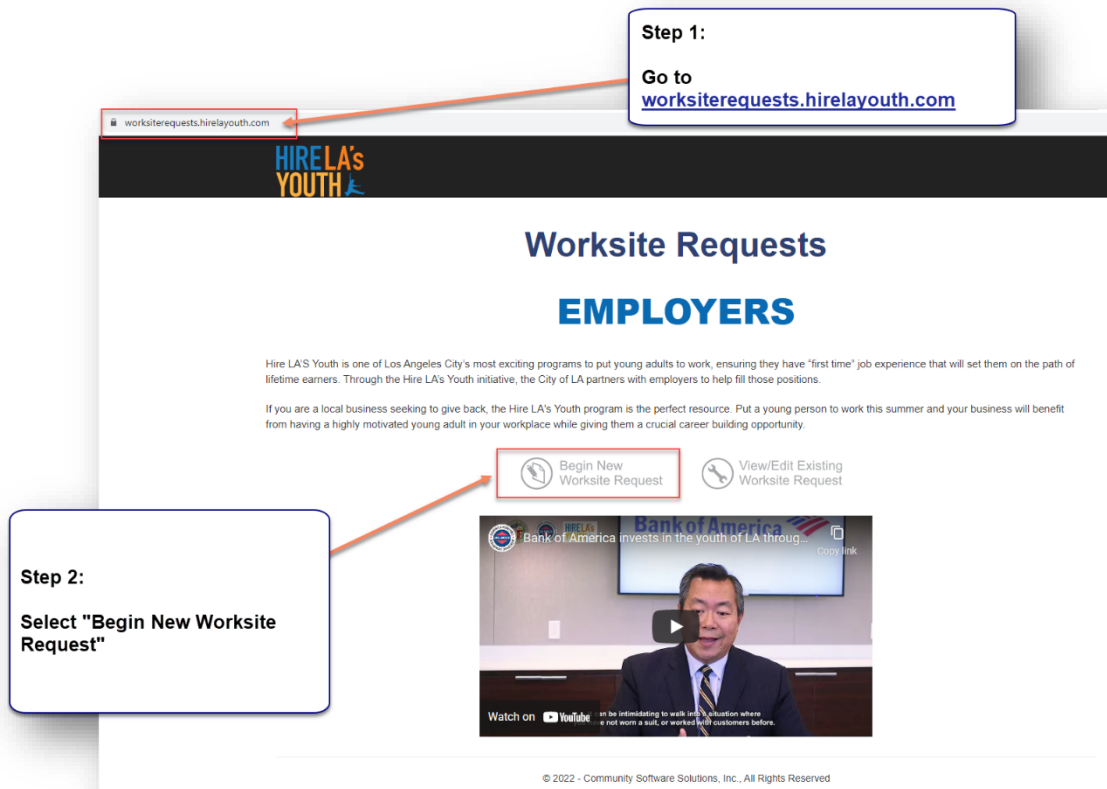 Step 1:
Go to
worksiterequests.hirelayouth.com
worksiterequests.hirelayouth.com
HIRE LA's
YOUTH
Worksite Requests
EMPLOYERS
Hire LA'S Youth is one of Los Angeles City's most exciting programs to put young adults to work, ensuring they have “first time” job experience that will set them on the path of
lifetime earners. Through the Hire LA's Youth initiative, the City of LA partners with employers to help fill those positions.
If you are a local business seeking to give back, the Hire LA's Youth program is the perfect resource. Put a young person to work this summer and your business will benefit
from having a highly motivated young adult in your workplace while giving them a crucial career building opportunity.
Begin New
Worksite Request
View/Edit Existing
Worksite Request
Step 2:
Select "Begin New Worksite
Request"
HIRE LA's
Bank of America
Bank of America invests in the youth of LA throug...
Copy link
Watch on YouTube
can be intimidating to walk into a situation where
not worn a suit, or worked with customers before.
© 2022 - Community Software Solutions, Inc., All Rights Reserved